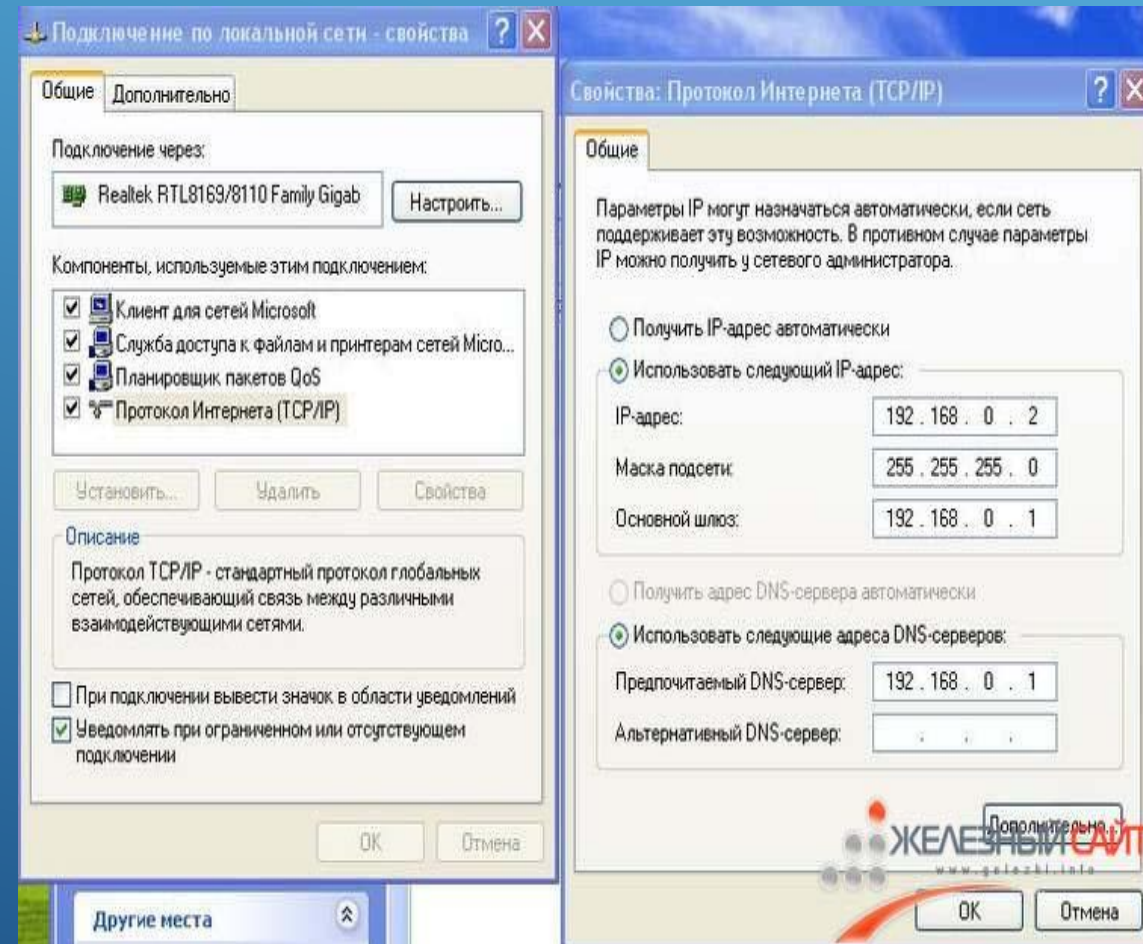 Подключение по локальной сети - свойства
Общие
Дополнительно
Подключение через:
Realtek RTL8169/8110 Family Gigab
Настроить...
Компоненты, используемые этим подключением:
Клиент для сетей Microsoft
Служба доступа к файлам и принтерам сетей Micro...
Планировщик пакетов QoS
Протокол Интернета (TCP/IP)
Установить...
Удалить
Свойства
Описание
Протокол TCP/IP - стандартный протокол глобальных
сетей, обеспечивающий связь между различными
взаимодействующими сетями.
При подключении вывести значок в области уведомлений
Уведомлять при ограниченном или отсутствующем
подключении
OK
Отмена
Другие места
Свойства: Протокол Интернета (TCP/IP)
Общие
Параметры IP могут назначаться автоматически, если сеть
поддерживает эту возможность. В противном случае параметры
IP можно получить у сетевого администратора.
Получить IP-адрес автоматически
Использовать следующий IP-адрес:
IP-адрес:
192 . 168 . 0 . 2
Маска подсети:
255 . 255 . 255 . 0
Основной шлюз:
192 . 168 . 0 . 1
Получить адрес DNS-сервера автоматически
Использовать следующие адреса DNS-серверов:
Предпочитаемый DNS-сервер:
192 . 168 . 0 . 1
Альтернативный DNS-сервер:
Дополнительно...
ЖЕЛЕЗНЫЙ САЙТ
OK
Отмена